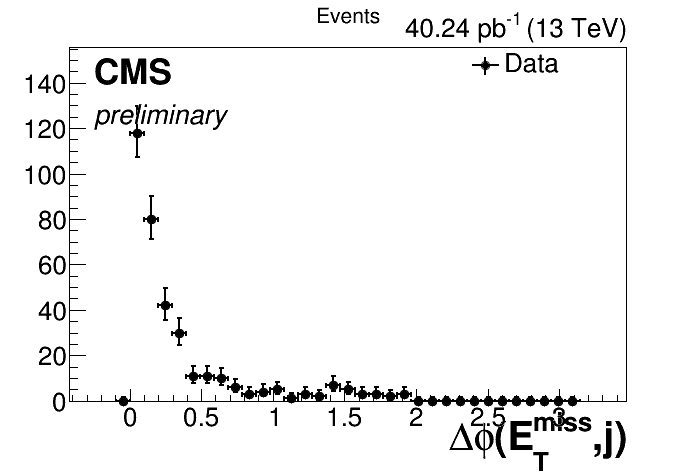 Events
40.24 pb⁻¹ (13 TeV)
CMS
preliminary
Data
140
120
100
80
60
40
20
0
0 0.5 1 1.5 2 2.5 3
Δϕ(E_T^miss,j)